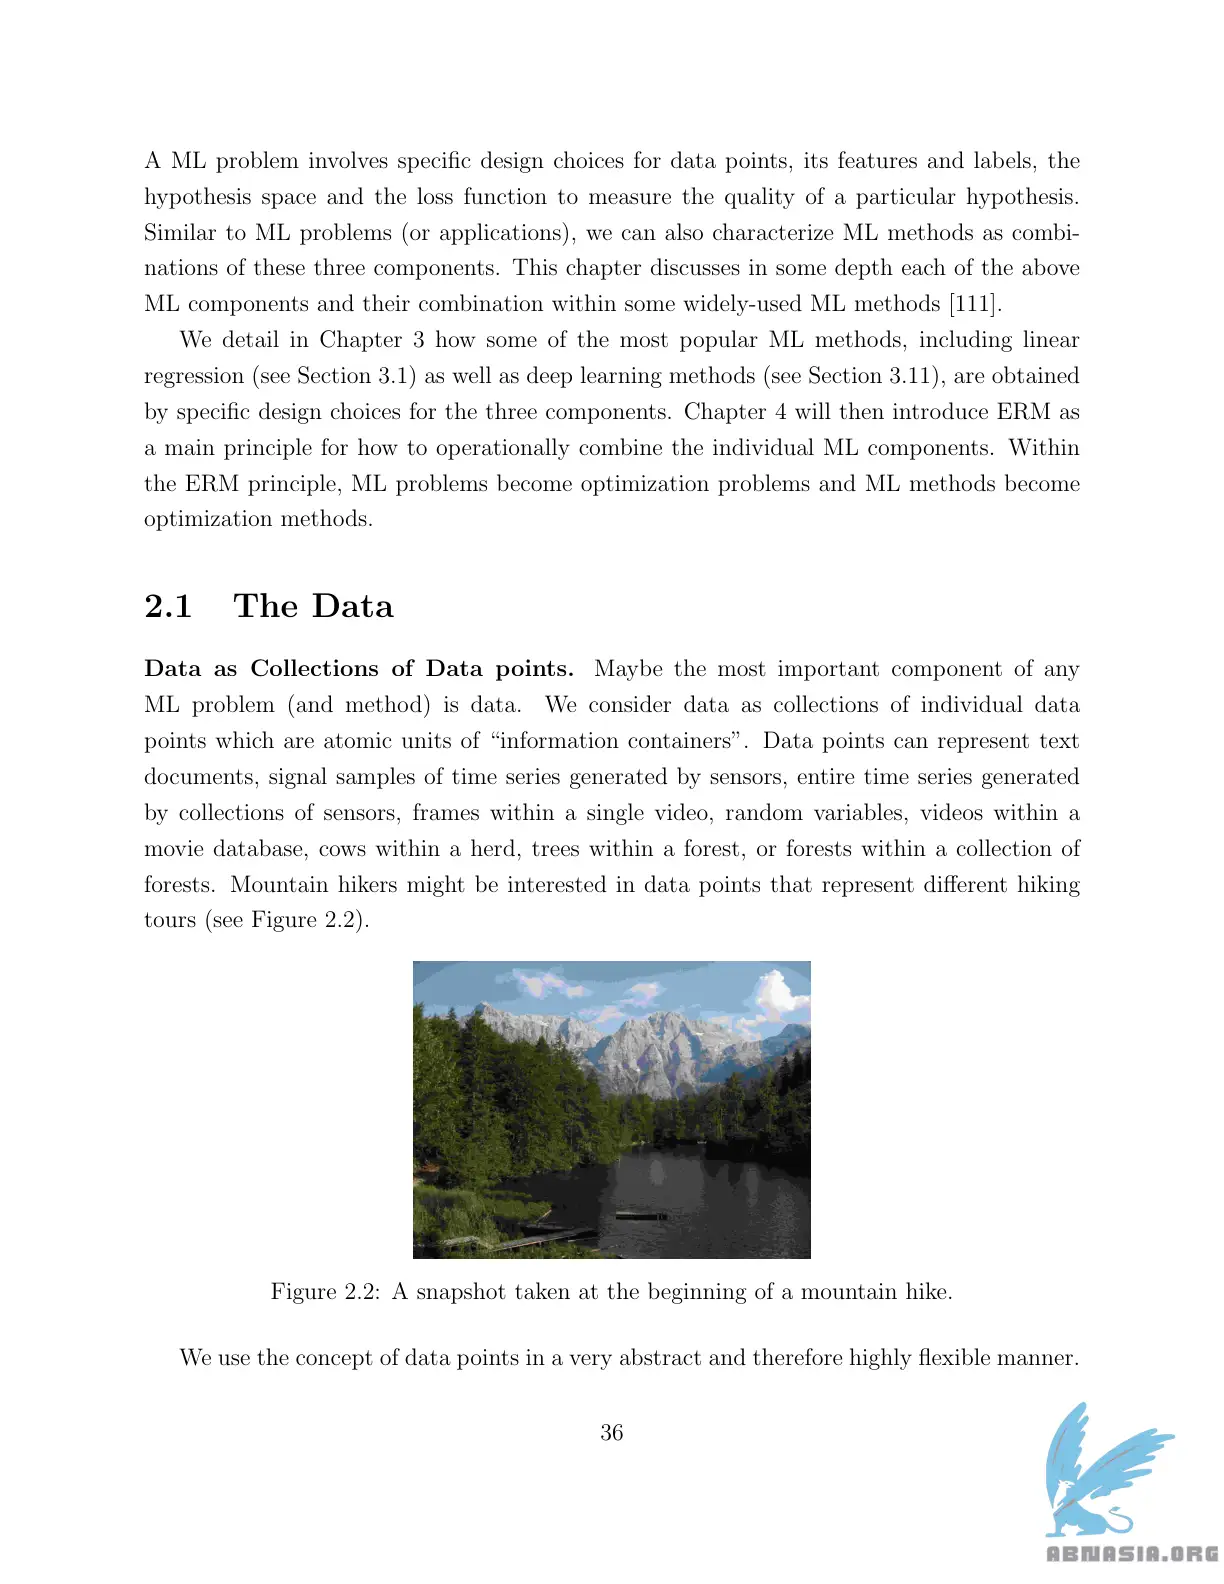 A ML problem involves specific design choices for data points, its features and labels, the
hypothesis space and the loss function to measure the quality of a particular hypothesis.
Similar to ML problems (or applications), we can also characterize ML methods as combi-
nations of these three components. This chapter discusses in some depth each of the above
ML components and their combination within some widely-used ML methods [111].
We detail in Chapter 3 how some of the most popular ML methods, including linear
regression (see Section 3.1) as well as deep learning methods (see Section 3.11), are obtained
by specific design choices for the three components. Chapter 4 will then introduce ERM as
a main principle for how to operationally combine the individual ML components. Within
the ERM principle, ML problems become optimization problems and ML methods become
optimization methods.
2.1 The Data
Data as Collections of Data points. Maybe the most important component of any
ML problem (and method) is data. We consider data as collections of individual data
points which are atomic units of “information containers”. Data points can represent text
documents, signal samples of time series generated by sensors, entire time series generated
by collections of sensors, frames within a single video, random variables, videos within a
movie database, cows within a herd, trees within a forest, or forests within a collection of
forests. Mountain hikers might be interested in data points that represent different hiking
tours (see Figure 2.2).
Figure 2.2: A snapshot taken at the beginning of a mountain hike.
We use the concept of data points in a very abstract and therefore highly flexible manner.
36
ABNASIA.ORG